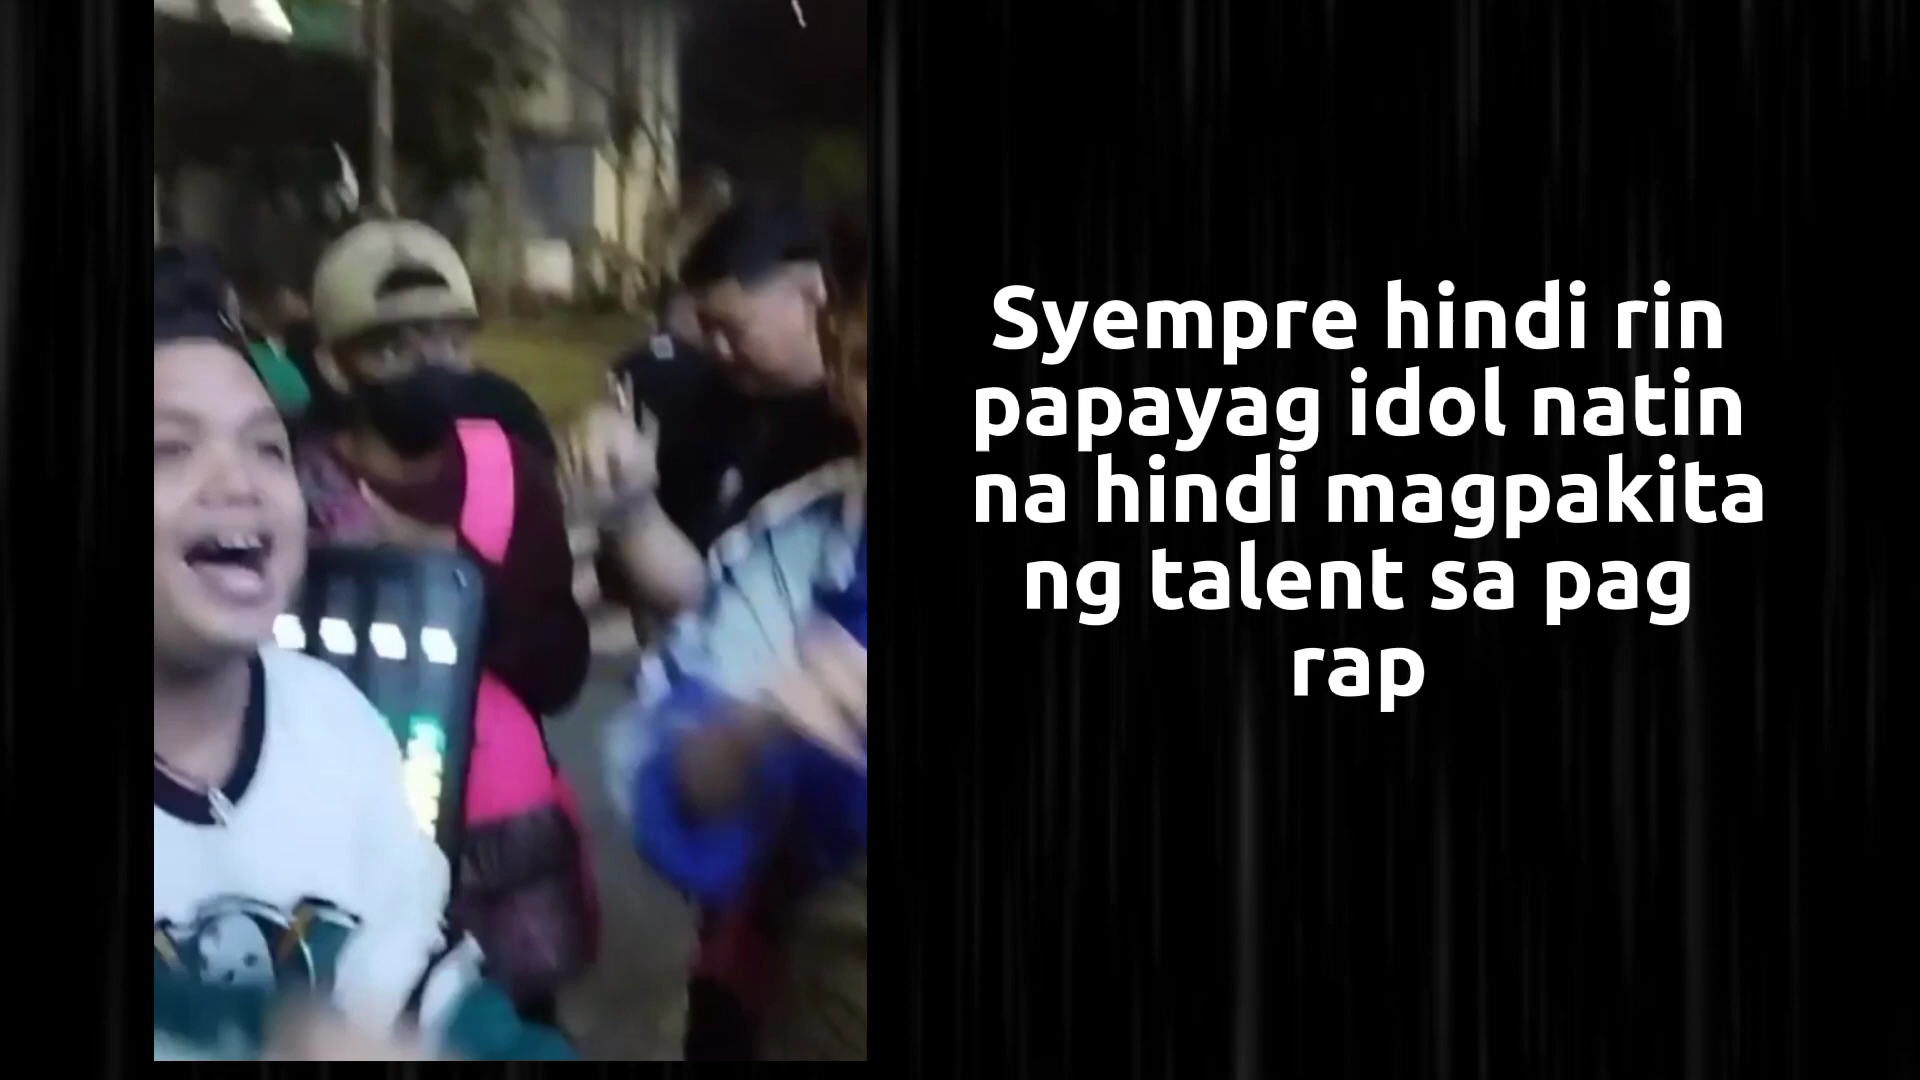 Syempre hindi rin
papayag idol natin
na hindi magpakita
ng talent sa pag
rap